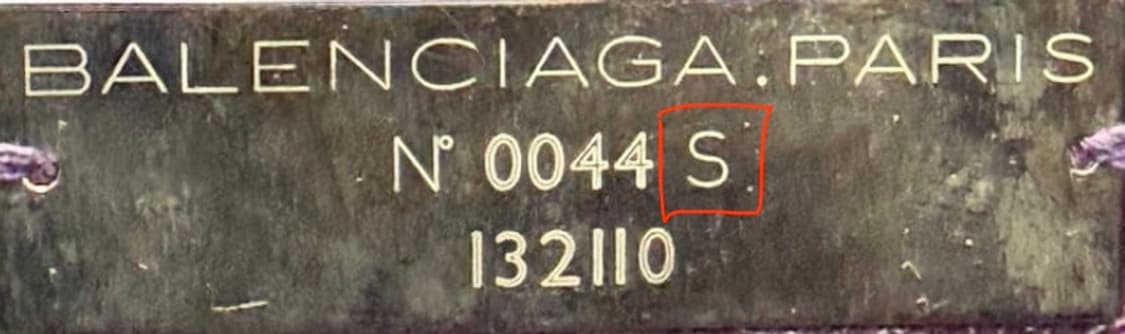 BALENCIAGA.PARIS
N° 0044 S
132110